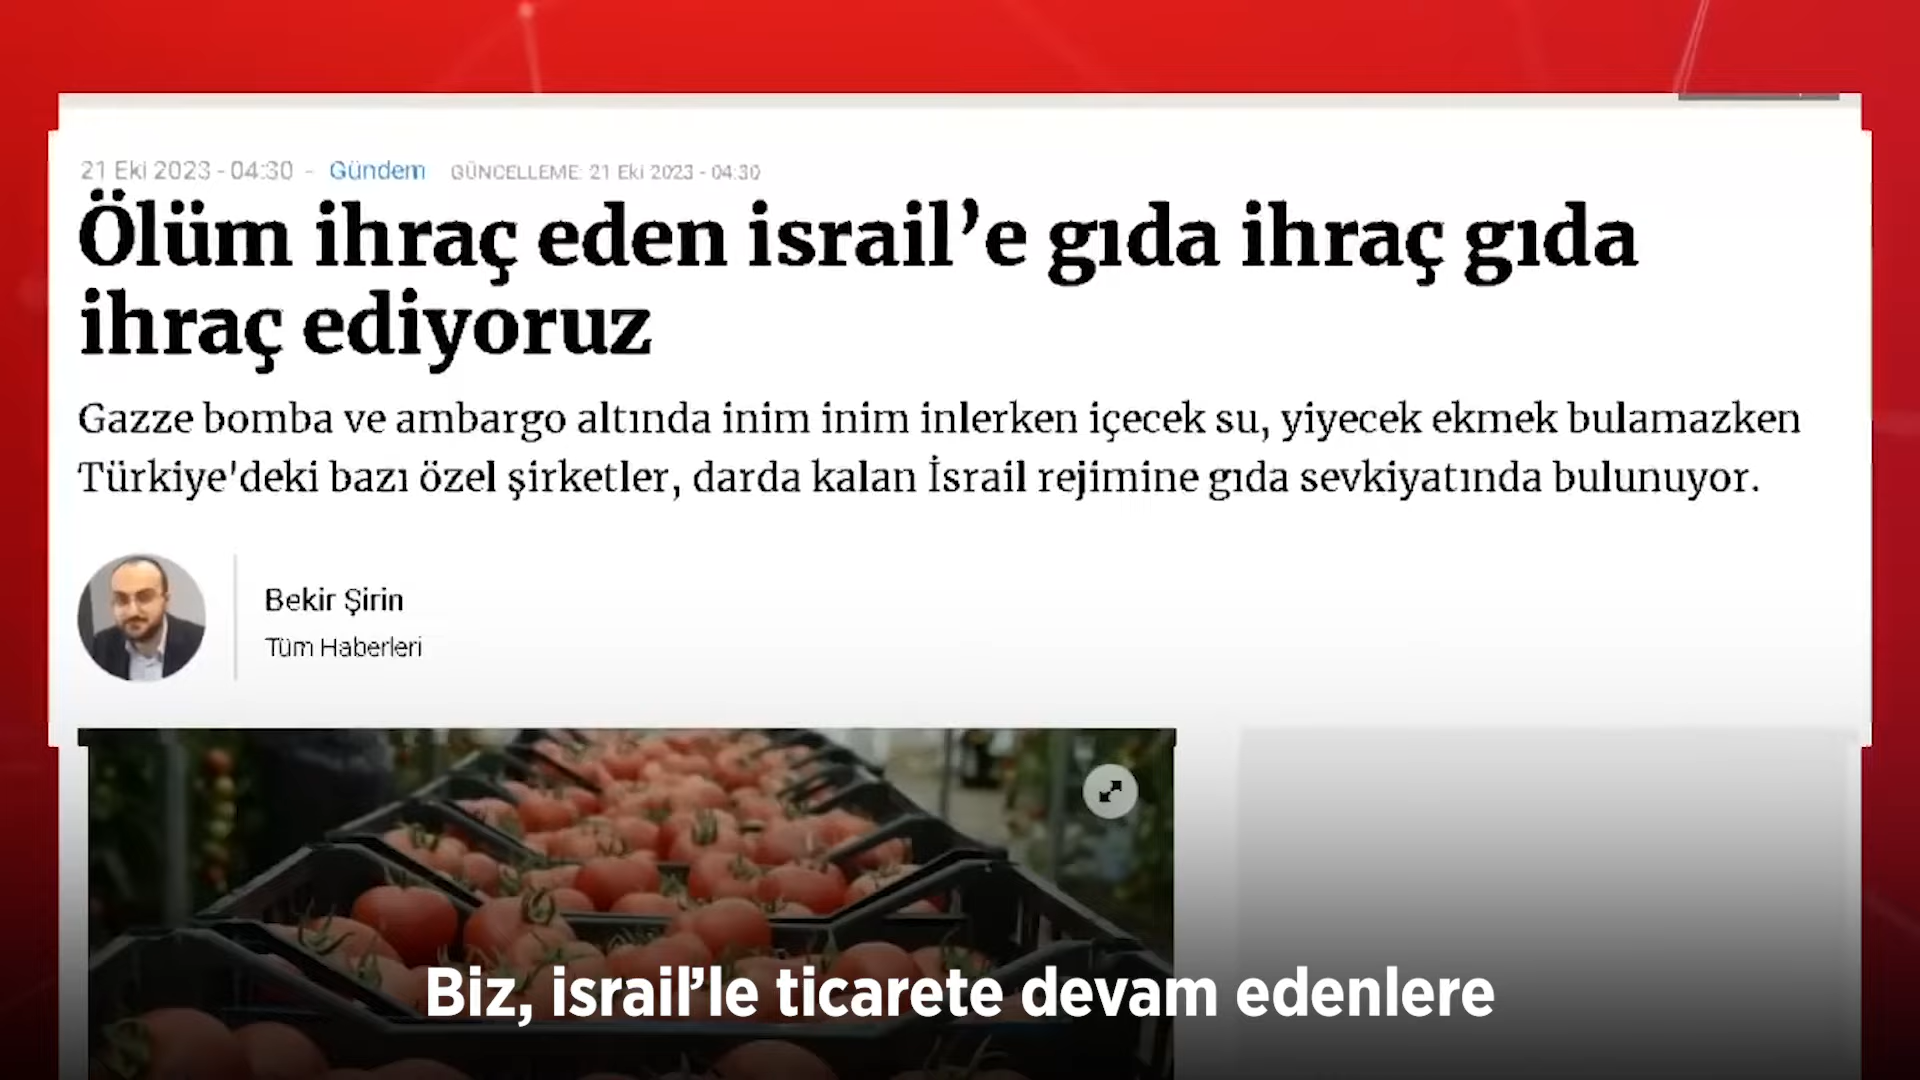 21 Eki 2023 - 04:30 - Gündem GÜNCELLEME: 21 Eki 2023 - 04:30
Ölüm ihraç eden israil’e gıda ihraç gıda
ihraç ediyoruz
Gazze bomba ve ambargo altında inim inim inlerken içecek su, yiyecek ekmek bulamazken
Türkiye'deki bazı özel şirketler, darda kalan İsrail rejimine gıda sevkiyatında bulunuyor.
Bekir Şirin
Tüm Haberleri
Biz, israil’le ticarete devam edenlere